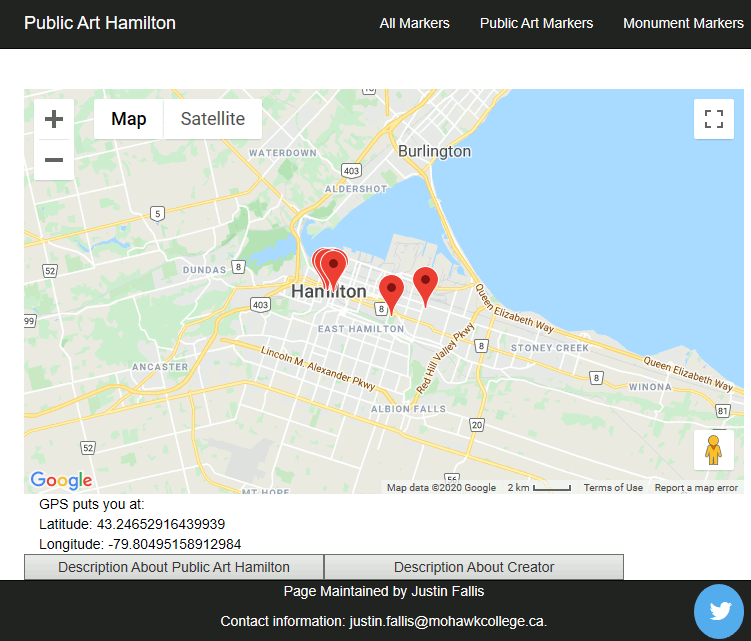 Public Art Hamilton
All Markers Public Art Markers Monument Markers
+ Map Satellite
−
Burlington
WATERDOWN
403
ALDERSHOT
5
DUNDAS 8
52
Hamilton
403
8
99
EAST HAMILTON
Queen Elizabeth Way
Lincoln M. Alexander Pkwy
Red Hill Valley Pkwy
8
STONEY CREEK
ANCASTER
8
Queen Elizabeth Way
WINONA
ALBION FALLS
81
20
52
56
MT HOPE
Google
Map data ©2020 Google 2 km Terms of Use Report a map error
GPS puts you at:
Latitude: 43.24652916439939
Longitude: -79.80495158912984
Description About Public Art Hamilton Description About Creator
Page Maintained by Justin Fallis
Contact information: justin.fallis@mohawkcollege.ca.